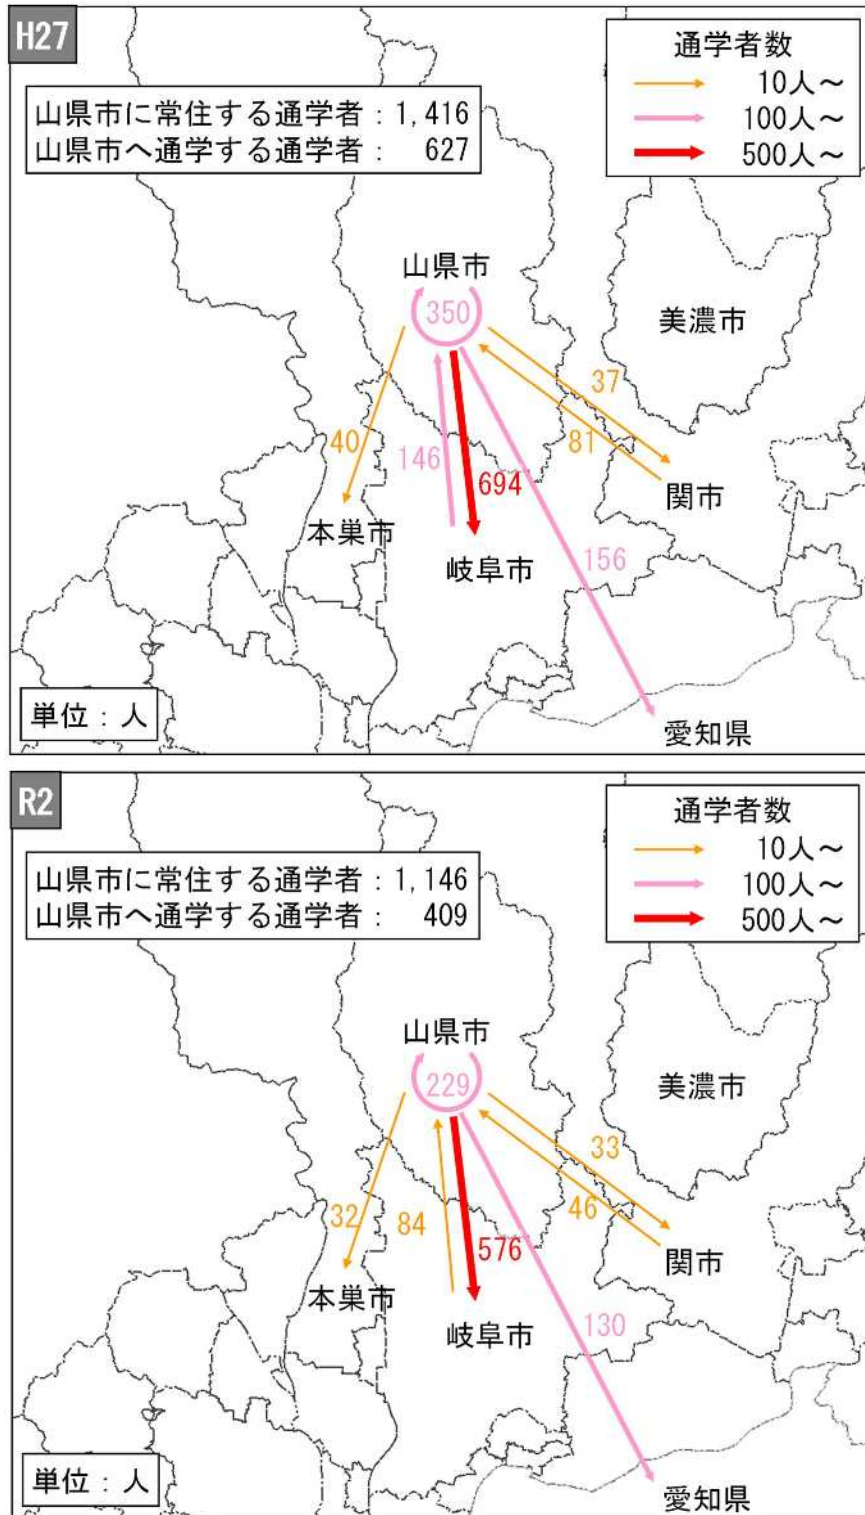 H27
通学者数
10人～
100人～
500人～
山県市に常住する通学者：1,416
山県市へ通学する通学者： 627
山県市
350
美濃市
37
81
40
146
694
関市
本巣市
岐阜市
156
単位：人
愛知県
R2
通学者数
10人～
100人～
500人～
山県市に常住する通学者：1,146
山県市へ通学する通学者： 409
山県市
229
美濃市
33
46
32
84
576
関市
本巣市
岐阜市
130
単位：人
愛知県